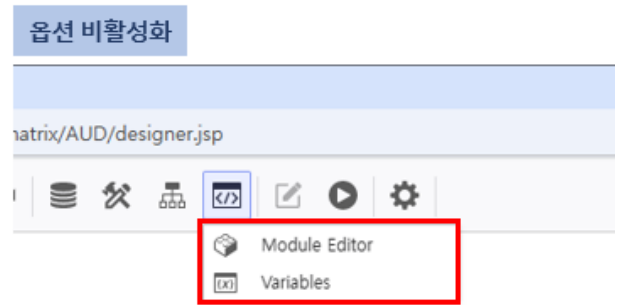 옵션 비활성화
natrix/AUD/designer.jsp
Module Editor
(x) Variables